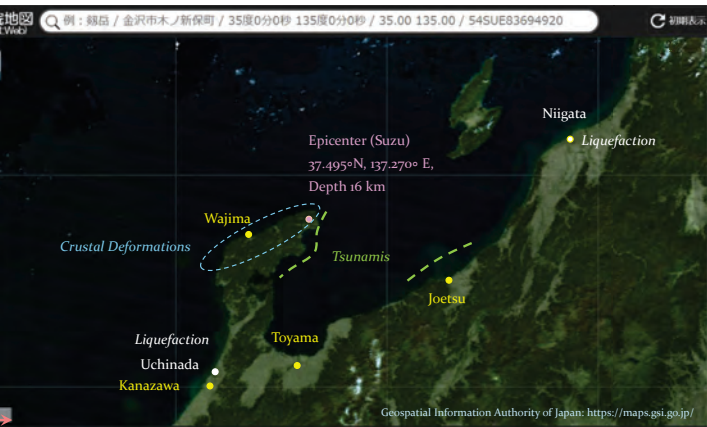 地図
Web!
例：剱岳 / 金沢市木ノ新保町 / 35度0分0秒 135度0分0秒 / 35.00 135.00 / 54SUE83694920
初期表示
Niigata
Liquefaction
Epicenter (Suzu)
37.495°N, 137.270° E,
Depth 16 km
Wajima
Crustal Deformations
Tsunamis
Joetsu
Liquefaction
Toyama
Uchinada
Kanazawa
Geospatial Information Authority of Japan: https://maps.gsi.go.jp/